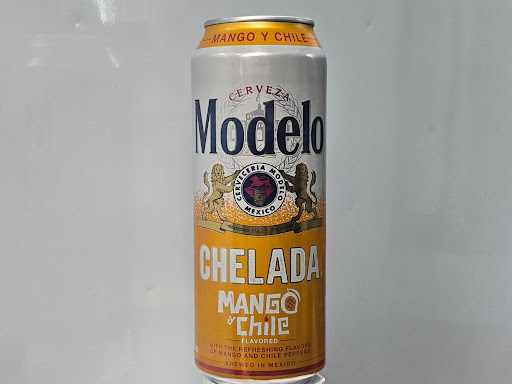 MANGO Y CHILE
CERVEZA
Modelo
CERVECERIA MODELO
MEXICO
1925
CHELADA
MANGO
y Chile
FLAVORED
WITH THE REFRESHING FLAVORS
OF MANGO AND CHILE PEPPERS
BREWED IN MEXICO